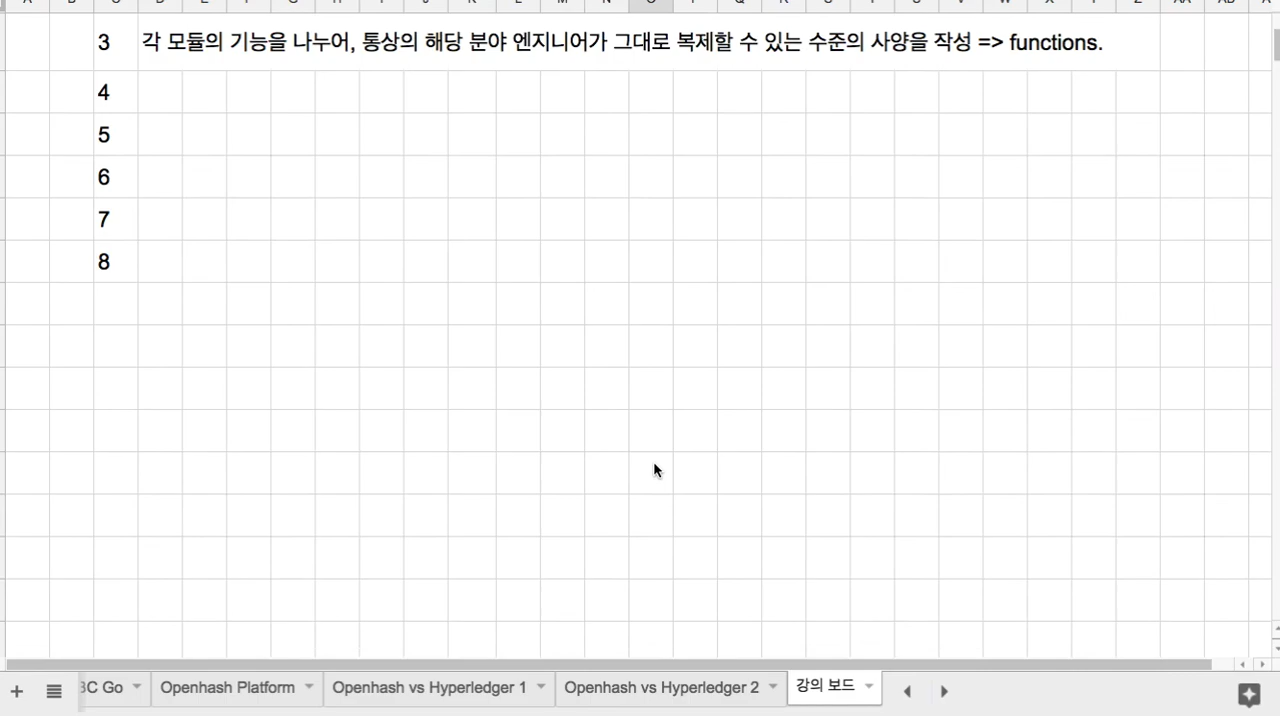 3 각 모듈의 기능을 나누어, 통상의 해당 분야 엔지니어가 그대로 복제할 수 있는 수준의 사양을 작성 => functions.
4
5
6
7
8
Openhash Platform Openhash vs Hyperledger 1 Openhash vs Hyperledger 2 강의 보드